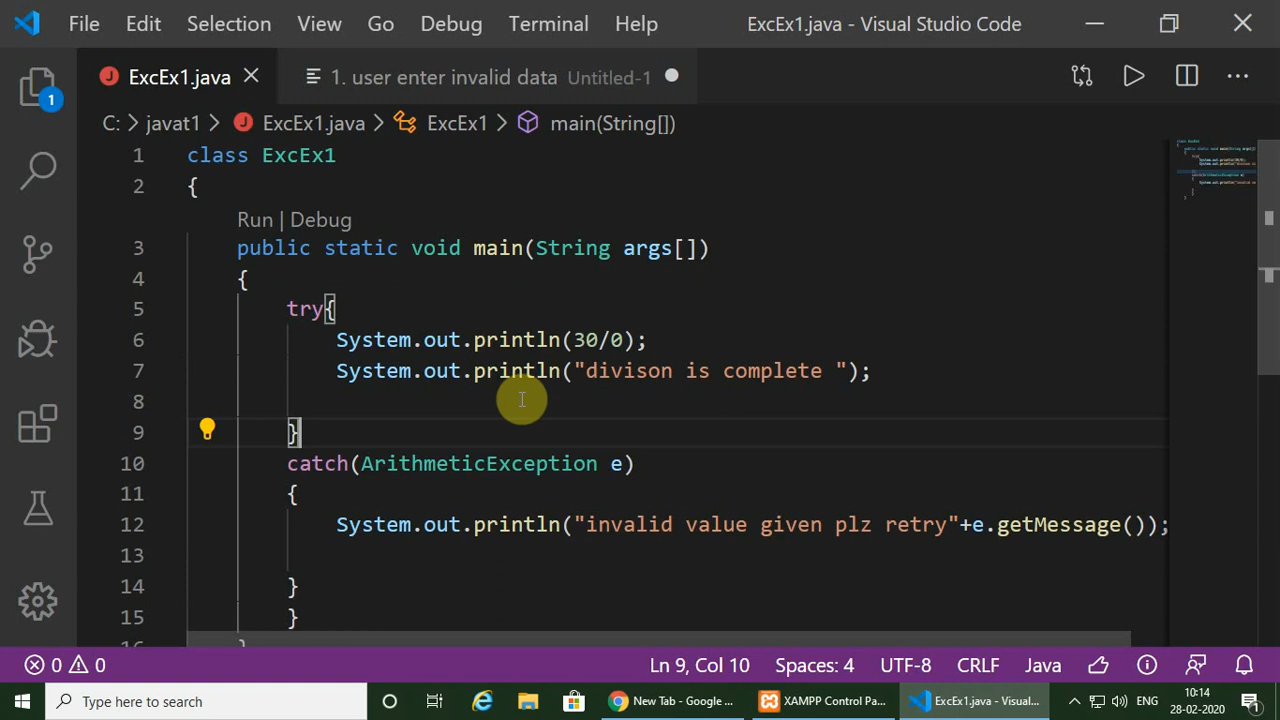 File Edit Selection View Go Debug Terminal Help ExcEx1.java - Visual Studio Code
ExcEx1.java 1. user enter invalid data Untitled-1
C: > javat1 > ExcEx1.java > ExcEx1 > main(String[])
1 class ExcEx1
2 {
Run | Debug
3 public static void main(String args[])
4 {
5 try{
6 System.out.println(30/0);
7 System.out.println("divison is complete ");
8
9 }
10 catch(ArithmeticException e)
11 {
12 System.out.println("invalid value given plz retry"+e.getMessage());
13
14 }
15 }
16 }
1
0 0 Ln 9, Col 10 Spaces: 4 UTF-8 CRLF Java
Type here to search New Tab - Google ... XAMPP Control Pa... ExcEx1.java - Visual... ENG 10:14
28-02-2020 1